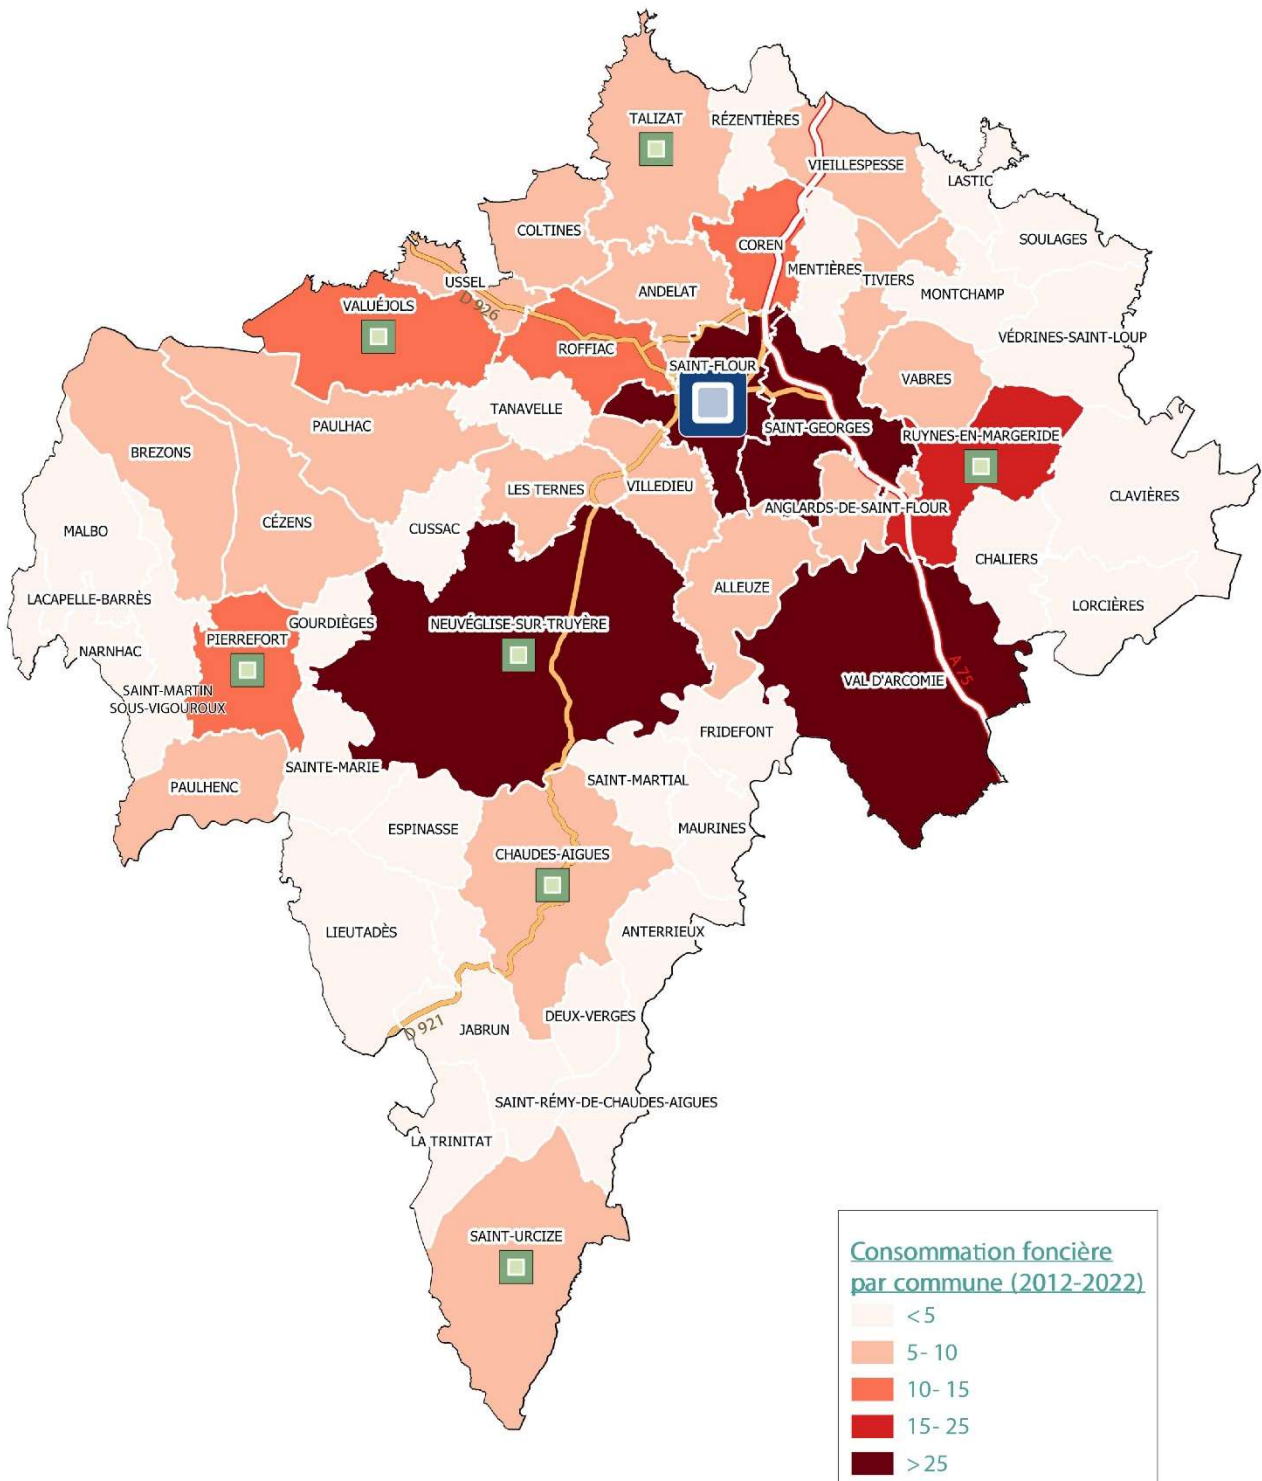 TALIZAT
RÉZENTIÈRES
VIEILLESPESSE
LASTIC
COLTINES
COREN
SOULAGES
MENTIÈRES
USSEL
ANDELAT
TIVIERS
MONTCHAMP
VALUÉJOLS
D 926
ROFFIAC
VÉDRINES-SAINT-LOUP
SAINT-FLOUR
VABRES
TANAVELLE
PAULHAC
SAINT-GEORGES
RUYNES-EN-MARGERIDE
BREZONS
LES TERNES
VILLEDIEU
CLAVIÈRES
CÉZENS
CUSSAC
ANGLARDS-DE-SAINT-FLOUR
MALBO
CHALIERS
ALLEUZE
LACAPELLE-BARRÈS
LORCIÈRES
GOURDIÈGES
NEUVÉGLISE-SUR-TRUYÈRE
PIERREFORT
NARNHAC
A 75
VAL D'ARCOMIE
SAINT-MARTIN
SOUS-VIGOUROUX
FRIDEFONT
SAINTE-MARIE
SAINT-MARTIAL
PAULHENC
ESPINASSE
MAURINES
CHAUDES-AIGUES
LIEUTADÈS
ANTERRIEUX
DEUX-VERGES
D 921
JABRUN
SAINT-RÉMY-DE-CHAUDES-AIGUES
LA TRINITAT
SAINT-URCIZE
Consommation foncière
par commune (2012-2022)
< 5
5- 10
10- 15
15- 25
> 25